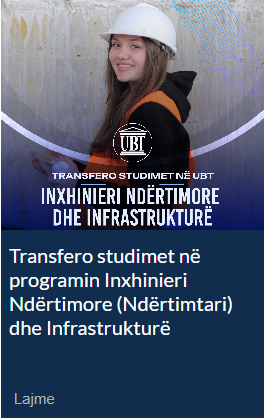 UBT
TRANSFERO STUDIMET NË UBT
INXHINIERI NDËRTIMORE
DHE INFRASTRUKTURË
Transfero studimet në
programin Inxhinieri
Ndërtimore (Ndërtimtari)
dhe Infrastrukturë
Lajme